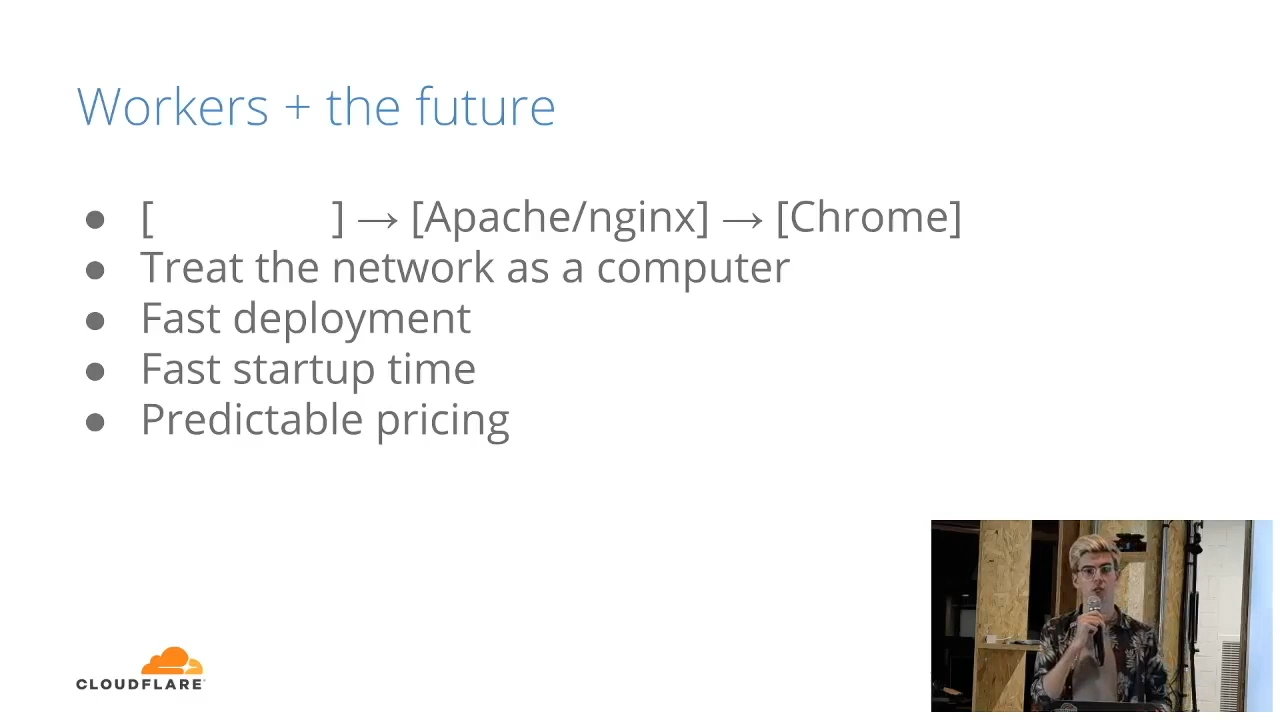 Workers + the future
● [ ] → [Apache/nginx] → [Chrome]
● Treat the network as a computer
● Fast deployment
● Fast startup time
● Predictable pricing
CLOUDFLARE